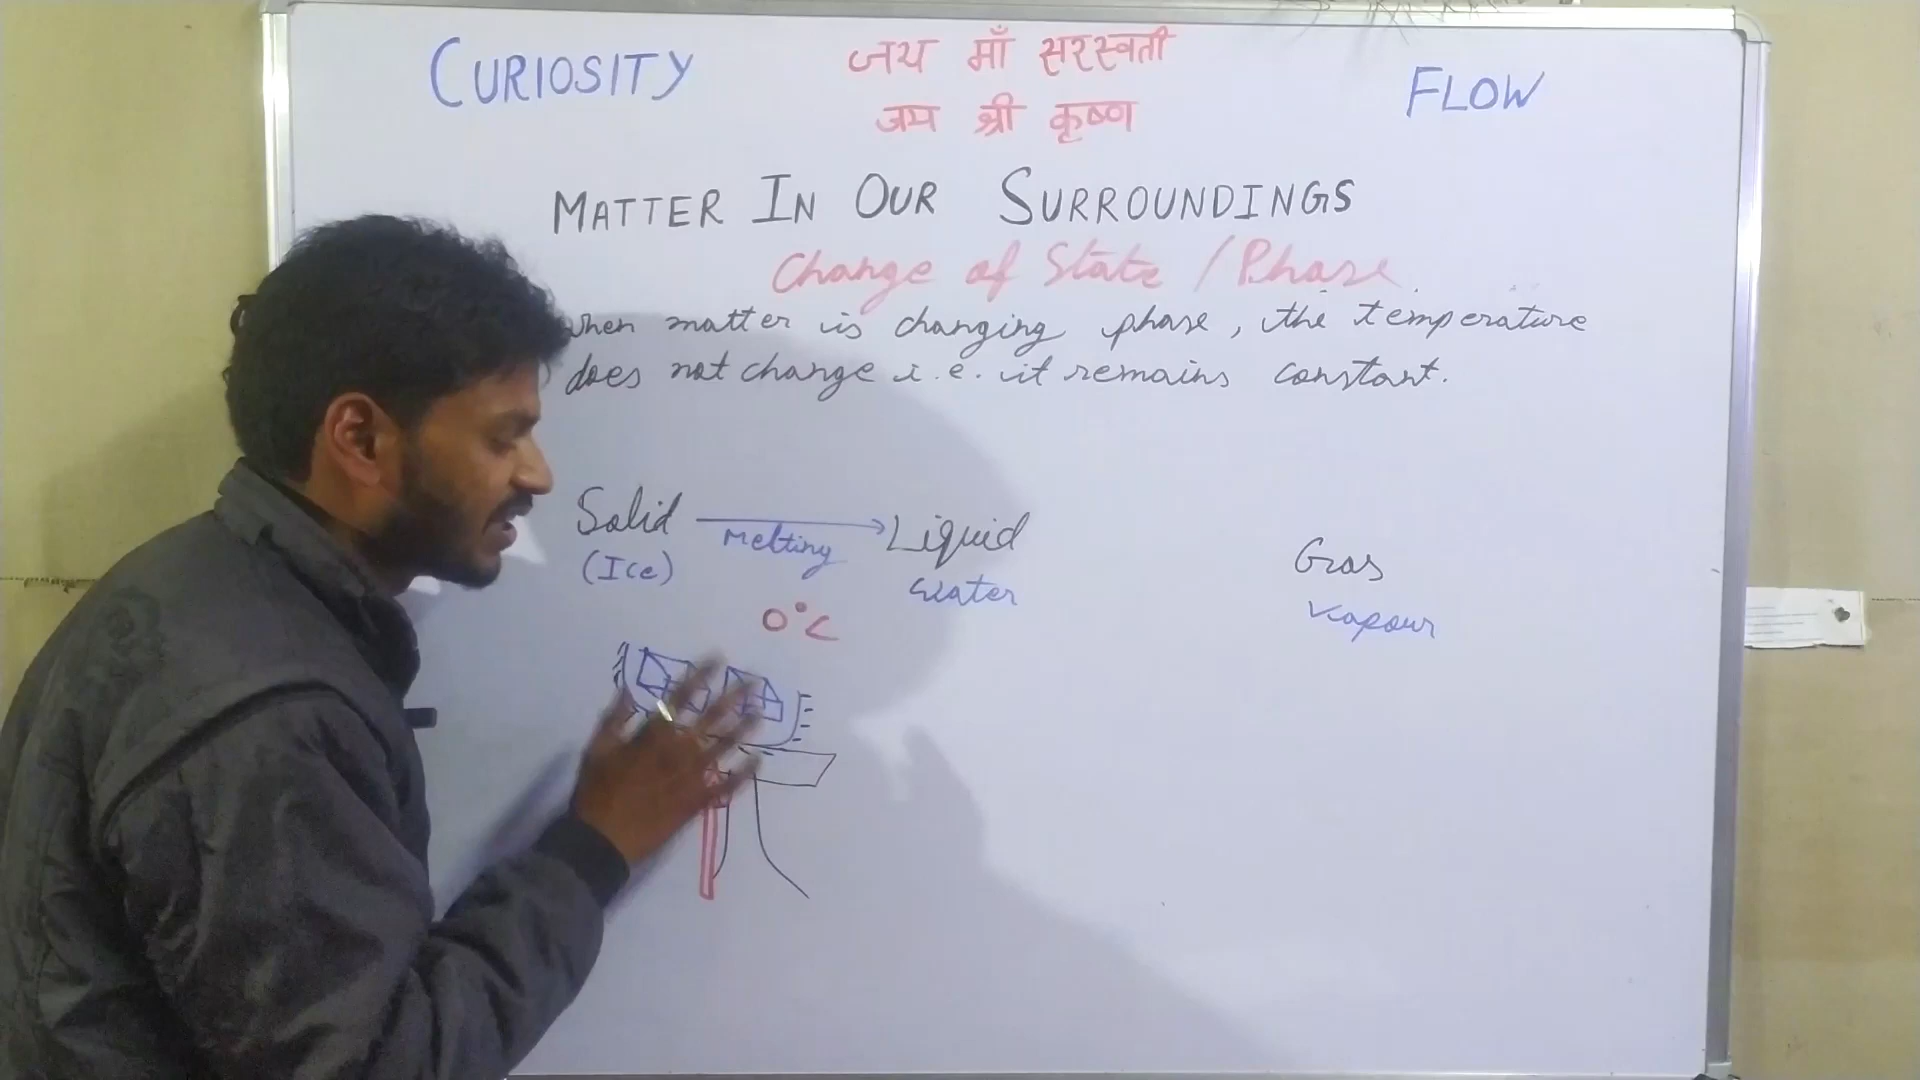 CURIOSITY
जय माँ सरस्वती
जय श्री कृष्ण
FLOW
MATTER IN OUR SURROUNDINGS
Change of State / Phase
when matter is changing phase, the temperature
does not change i.e. it remains constant.
Solid
Melting
Liquid
Gas
(Ice)
water
Vapour
0°C